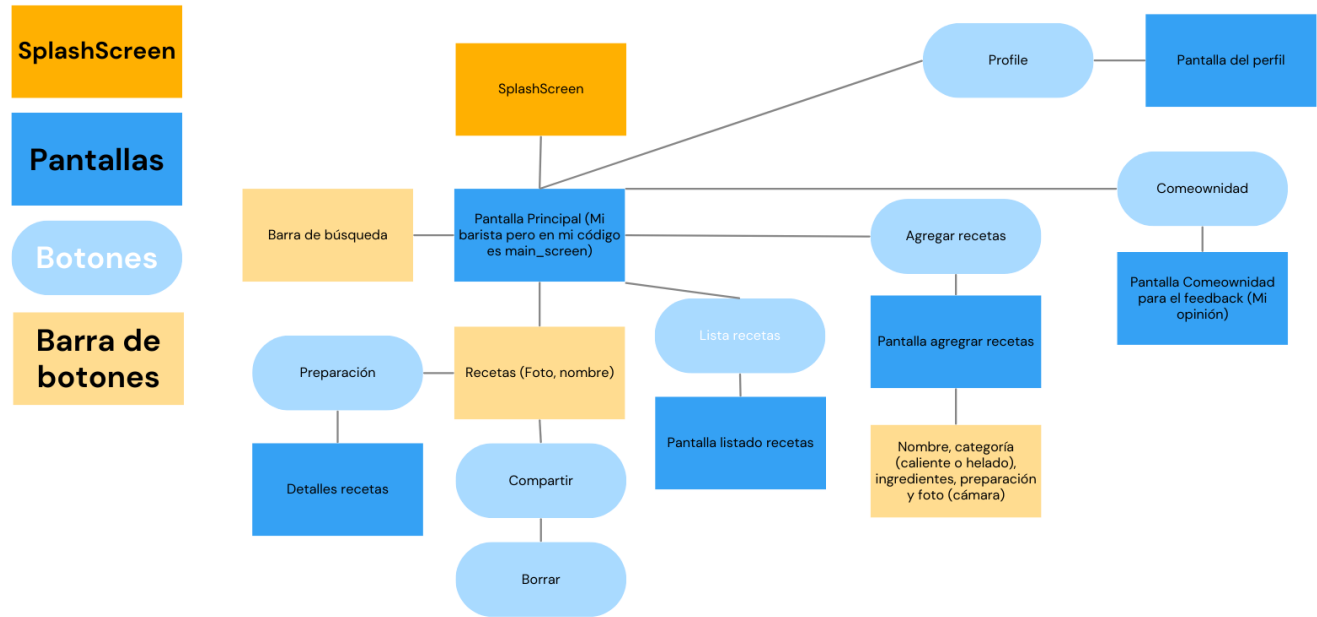 SplashScreen
Pantallas
Botones
Barra de
botones
SplashScreen
Profile
Pantalla del perfil
Comeownidad
Barra de búsqueda
Pantalla Principal (Mi
barista pero en mi código
es main_screen)
Agregar recetas
Pantalla Comeownidad
para el feedback (Mi
opinión)
Lista recetas
Pantalla agregrar recetas
Preparación
Recetas (Foto, nombre)
Pantalla listado recetas
Nombre, categoría
(caliente o helado),
ingredientes, preparación
y foto (cámara)
Detalles recetas
Compartir
Borrar